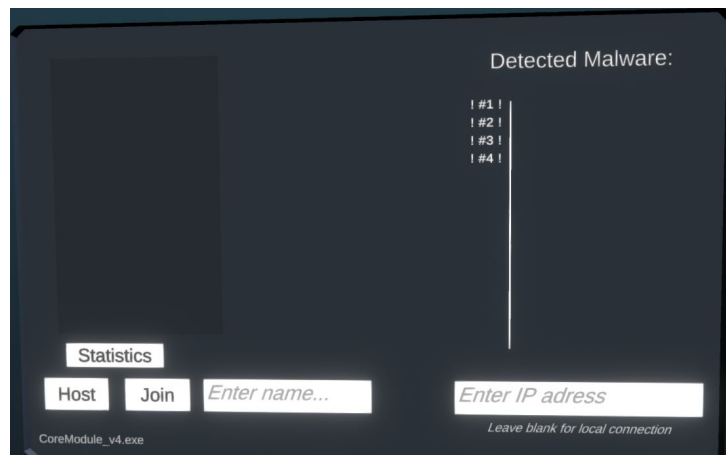 Detected Malware:
! #1 !
! #2 !
! #3 !
! #4 !
Statistics
Host
Join
Enter name...
Enter IP adress
Leave blank for local connection
CoreModule_v4.exe